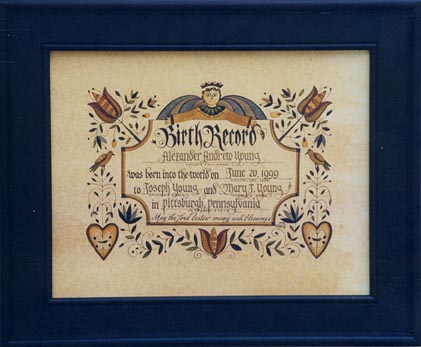 Birth Record
Alexander Andrew Young
was born into the world on June 20, 1999
to Joseph Young and Mary T. Young
in Pittsburgh, Pennsylvania
May the Lord bestow many rich blessings